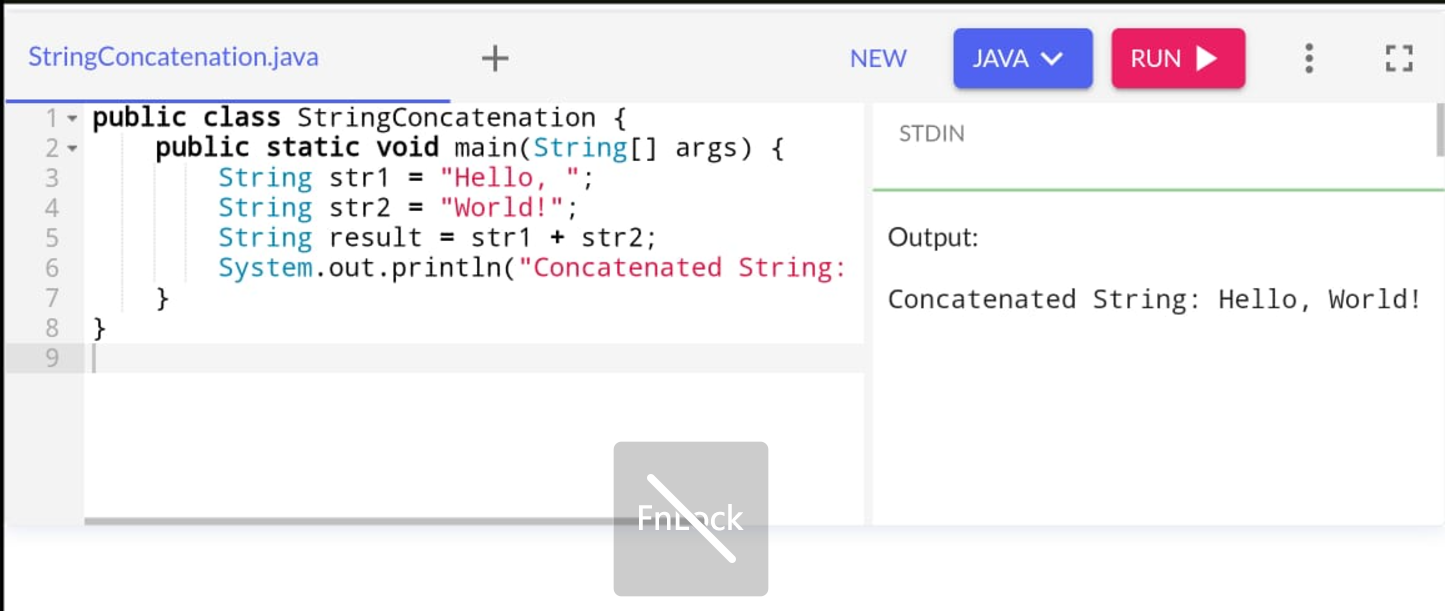 StringConcatenation.java + NEW JAVA RUN
1 public class StringConcatenation {
2 public static void main(String[] args) {
3 String str1 = "Hello, ";
4 String str2 = "World!";
5 String result = str1 + str2;
6 System.out.println("Concatenated String:
7 }
8 }
9
STDIN
Output:
Concatenated String: Hello, World!
FnLock